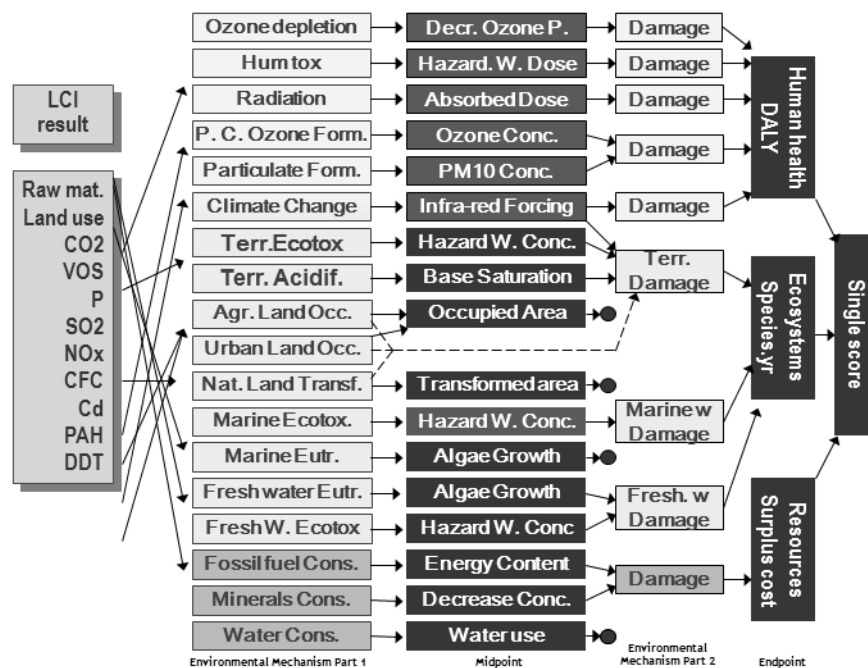 LCI
result
Raw mat.
Land use
CO2
VOS
P
SO2
NOx
CFC
Cd
PAH
DDT
Ozone depletion
Hum tox
Radiation
P. C. Ozone Form.
Particulate Form.
Climate Change
Terr.Ecotox
Terr. Acidif.
Agr. Land Occ.
Urban Land Occ.
Nat. Land Transf.
Marine Ecotox.
Marine Eutr.
Freshwater Eutr.
Fresh W. Ecotox
Fossil fuel Cons.
Minerals Cons.
Water Cons.
Environmental Mechanism Part 1
Decr. Ozone P.
Hazard. W. Dose
Absorbed Dose
Ozone Conc.
PM10 Conc.
Infra-red Forcing
Hazard W. Conc.
Base Saturation
Occupied Area
Transformed area
Hazard W. Conc.
Algae Growth
Algae Growth
Hazard W. Conc
Energy Content
Decrease Conc.
Water use
Midpoint
Damage
Damage
Damage
Damage
Damage
Terr.
Damage
Marine w
Damage
Fresh. w
Damage
Damage
Environmental
Mechanism Part 2
Human health
DALY
Ecosystems
Species.yr
Resources
Surplus cost
Endpoint
Single score